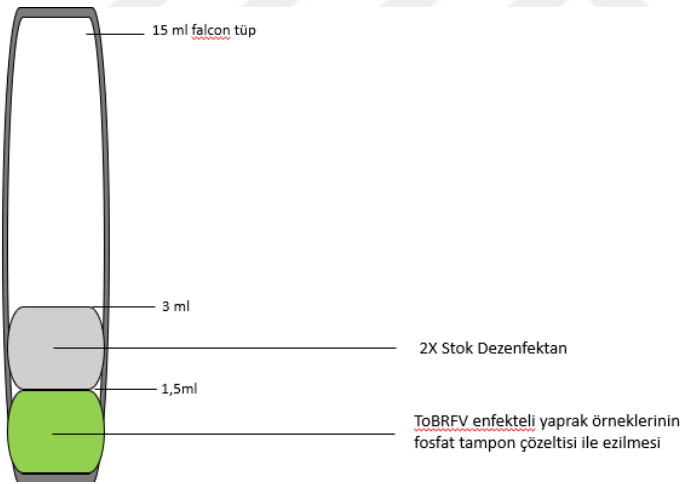 15 ml falcon tüp
3 ml
2X Stok Dezenfektan
1,5ml
ToBRFV enfekteli yaprak örneklerinin
fosfat tampon çözeltisi ile ezilmesi